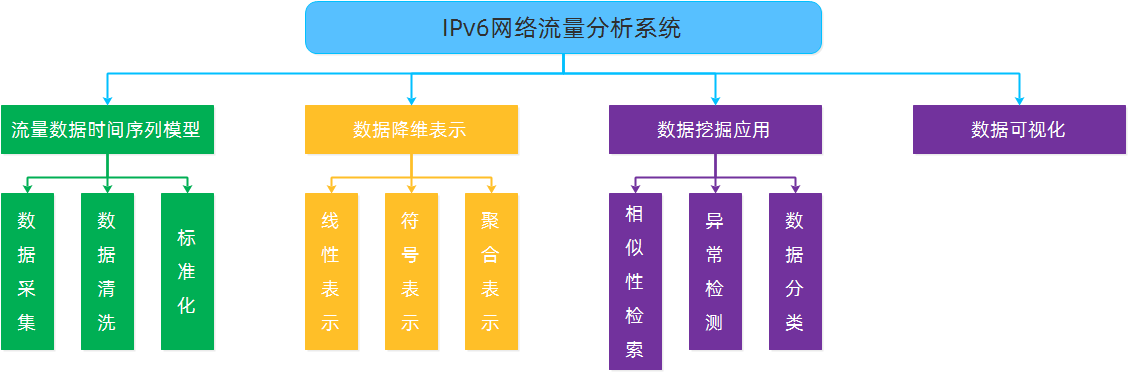 IPv6网络流量分析系统
流量数据时间序列模型
数据降维表示
数据挖掘应用
数据可视化
数据采集
数据清洗
标准化
线性表示
符号表示
聚合表示
相似性检索
异常检测
数据分类